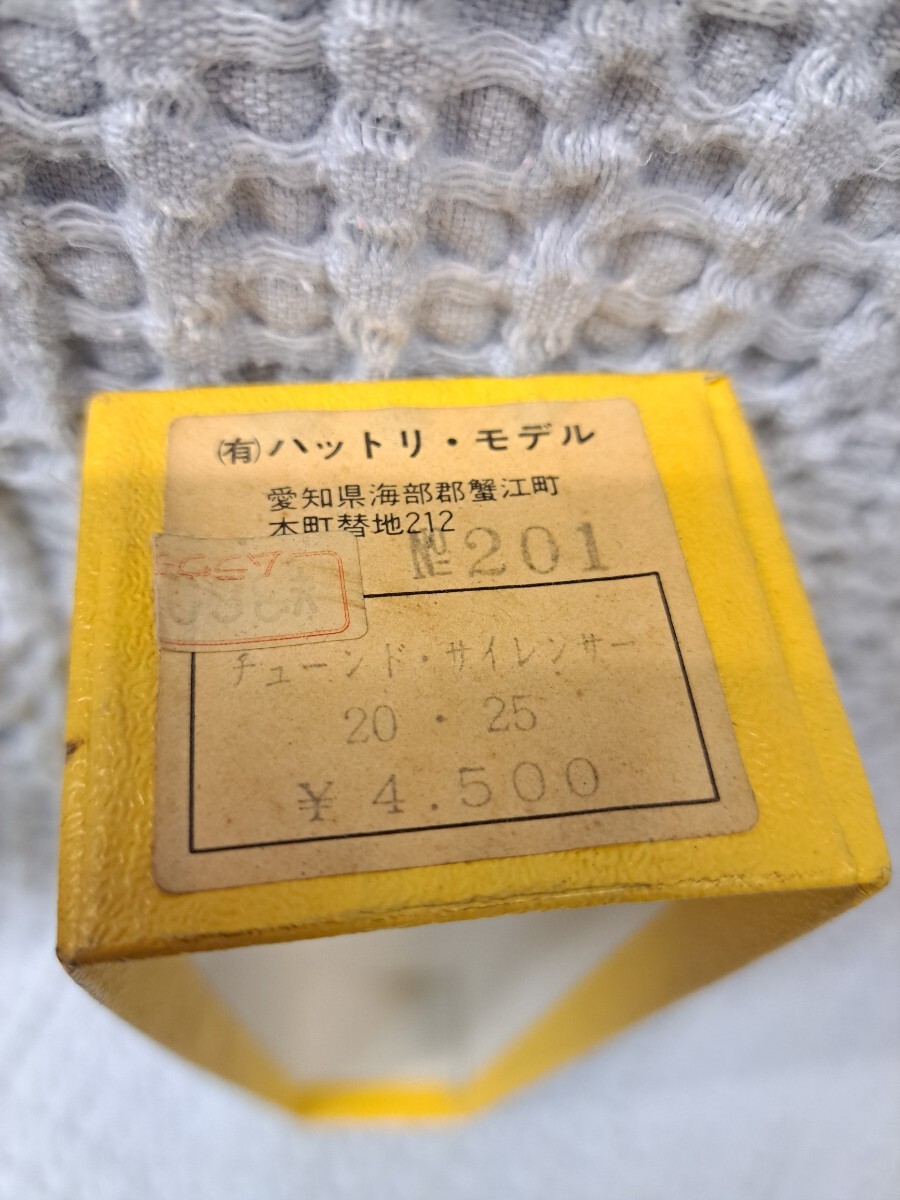 ㈲ハットリ・モデル
愛知県海部郡蟹江町
本町替地212
№201
チューンド・サイレンサー
20・25
¥4.500